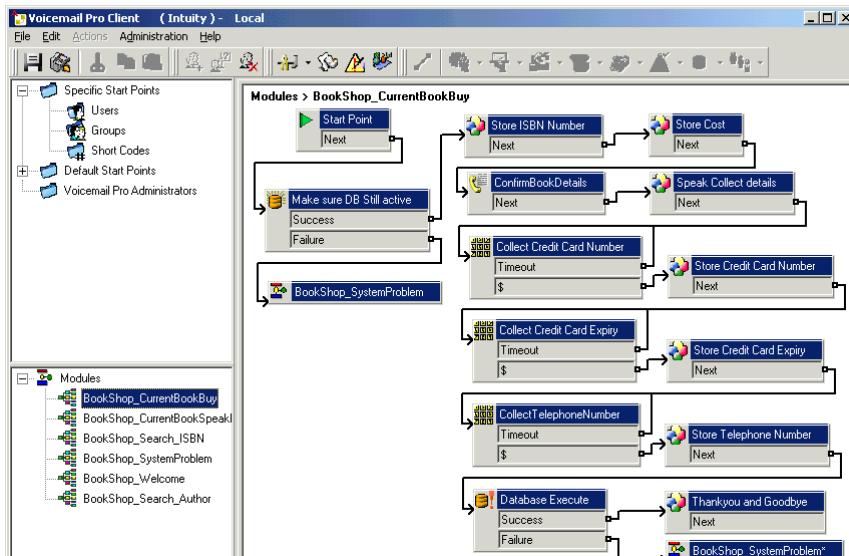 Voicemail Pro Client    ( Intuity ) -   Local
File Edit Actions Administration Help
Specific Start Points
Users
Groups
Short Codes
Default Start Points
Voicemail Pro Administrators
Modules
BookShop_CurrentBookBuy
BookShop_CurrentBookSpeakI
BookShop_Search_ISBN
BookShop_SystemProblem
BookShop_Welcome
BookShop_Search_Author
Modules > BookShop_CurrentBookBuy
Start Point
Next
Make sure DB Still active
Success
Failure
BookShop_SystemProblem
Store ISBN Number
Next
Store Cost
Next
ConfirmBookDetails
Next
Speak Collect details
Next
Collect Credit Card Number
Timeout
$
Store Credit Card Number
Next
Collect Credit Card Expiry
Timeout
$
Store Credit Card Expiry
Next
CollectTelephoneNumber
Timeout
$
Store Telephone Number
Next
Database Execute
Success
Failure
Thankyou and Goodbye
Next
BookShop_SystemProblem*